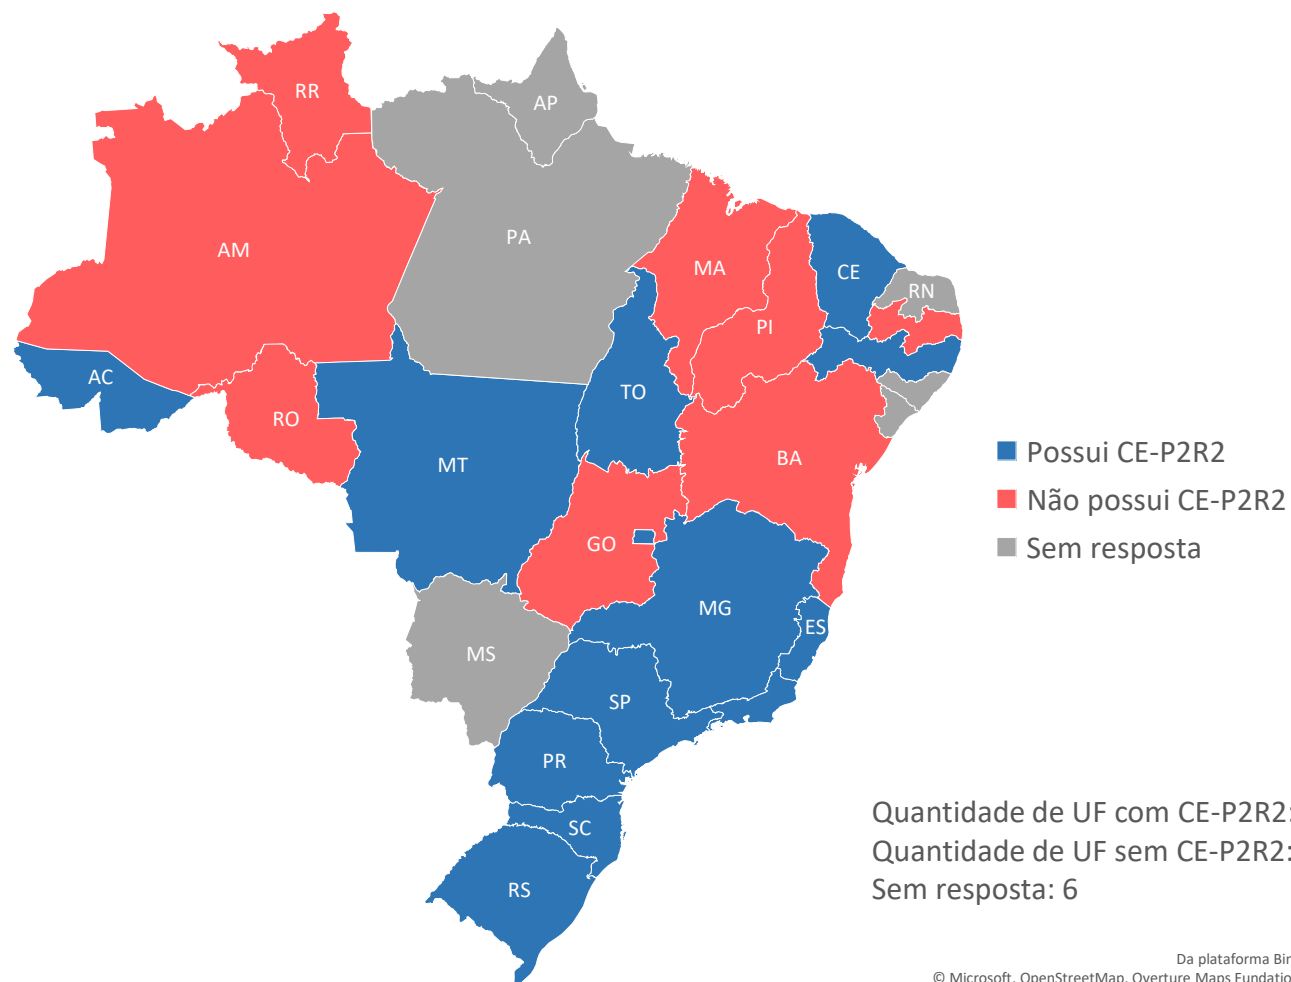 RR
AP
AM
PA
MA
CE
RN
PI
AC
TO
RO
MT
BA
GO
MG
ES
MS
SP
PR
SC
RS
Possui CE-P2R2
Não possui CE-P2R2
Sem resposta
Quantidade de UF com CE-P2R2:
Quantidade de UF sem CE-P2R2:
Sem resposta: 6
Da plataforma Bin
© Microsoft, OpenStreetMap, Overture Maps Fundatio